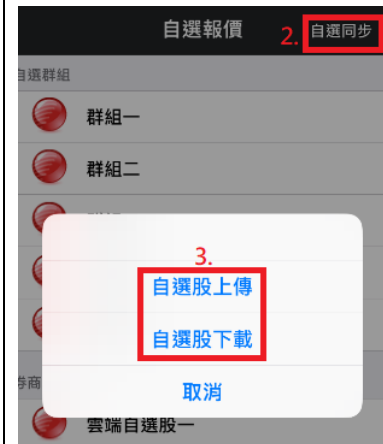 自選報價
2. 自選同步
自選群組
群組一
群組二
3.
自選股上傳
自選股下載
取消
券商
雲端自選股一